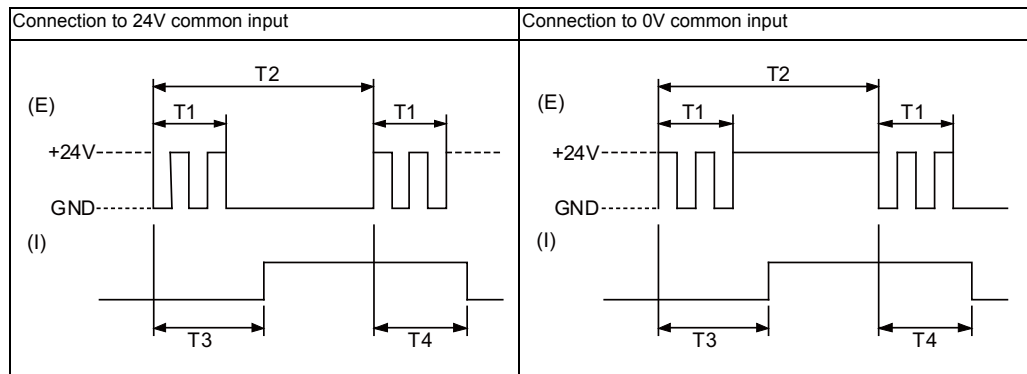 Connection to 24V common input
Connection to 0V common input
T2
(E)
T1
T1
+24V
GND
(I)
T3
T4
T2
(E)
T1
T1
+24V
GND
(I)
T3
T4